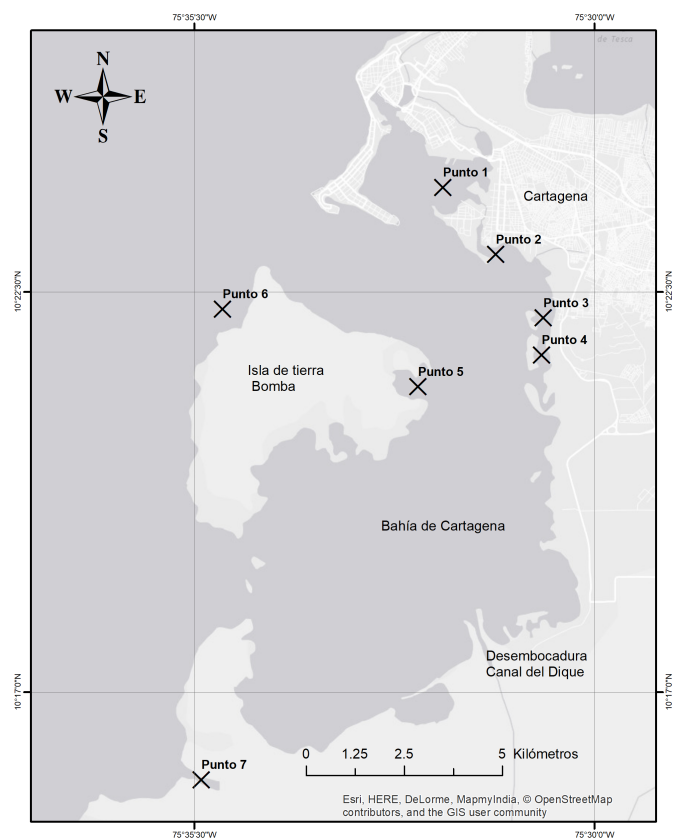 75°35'30"W
75°30'0"W
de Tesca
N
W E
S
Punto 1
Cartagena
Punto 2
10°22'30"N
10°22'30"N
Punto 6
Punto 3
Punto 4
Isla de tierra
Bomba
Punto 5
Bahía de Cartagena
Desembocadura
Canal del Dique
10°17'0"N
10°17'0"N
0 1.25 2.5 5 Kilómetros
Punto 7
Esri, HERE, DeLorme, MapmyIndia, © OpenStreetMap
contributors, and the GIS user community
75°35'30"W
75°30'0"W